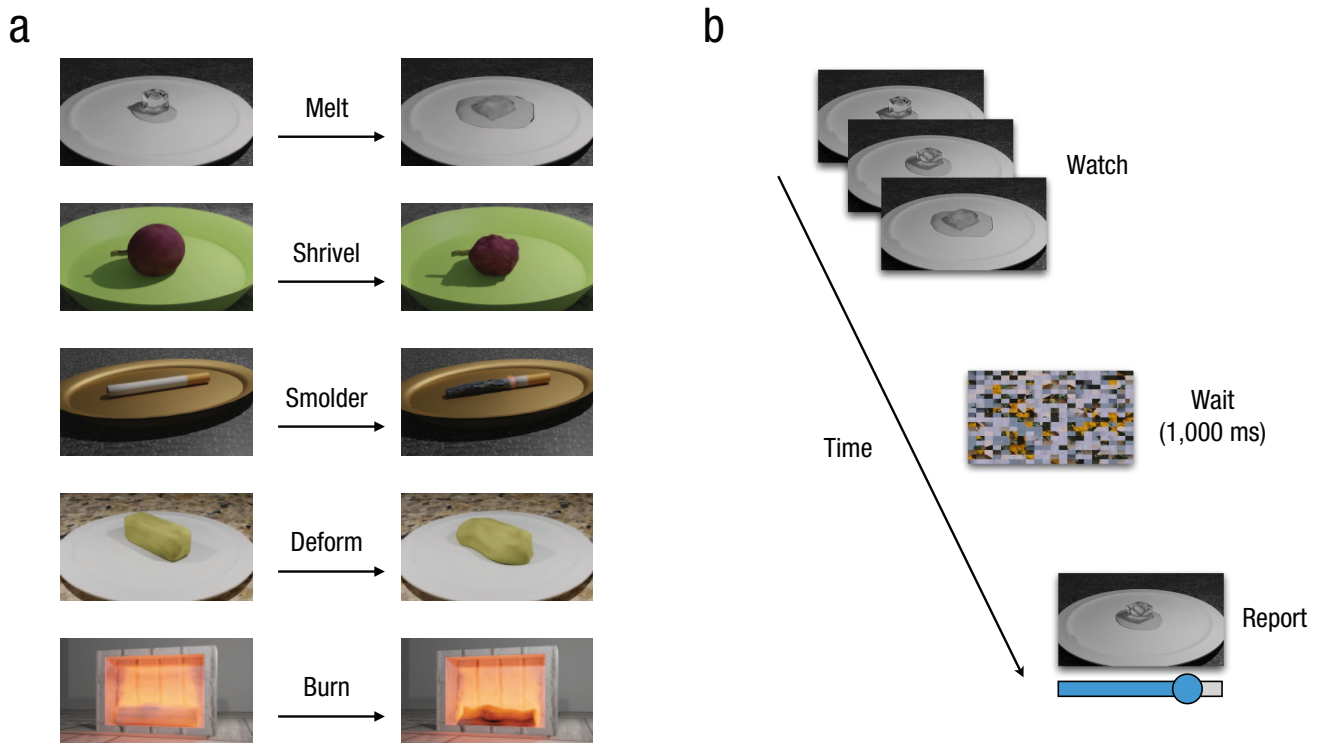 a
Melt
Shrivel
Smolder
Deform
Burn
b
Watch
Wait
(1,000 ms)
Time
Report